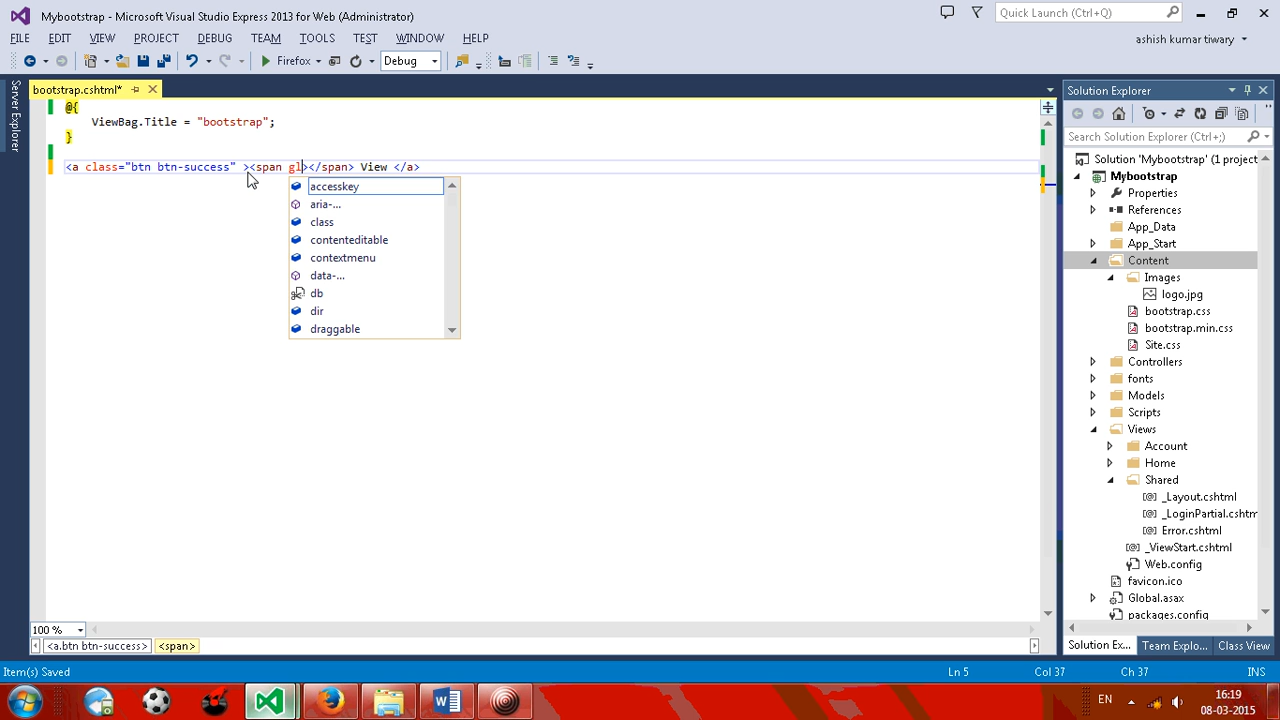 Mybootstrap - Microsoft Visual Studio Express 2013 for Web (Administrator)
Quick Launch (Ctrl+Q)
FILE EDIT VIEW PROJECT DEBUG TEAM TOOLS TEST WINDOW HELP
ashish kumar tiwary
Firefox
Debug
Server Explorer
bootstrap.cshtml*
@{
ViewBag.Title = "bootstrap";
}
<a class="btn btn-success" ><span gl></span> View </a>
accesskey
aria-...
class
contenteditable
contextmenu
data-...
db
dir
draggable
100 %
<a.btn btn-success> <span>
Solution Explorer
Search Solution Explorer (Ctrl+;)
Solution 'Mybootstrap' (1 project
Mybootstrap
Properties
References
App_Data
App_Start
Content
Images
logo.jpg
bootstrap.css
bootstrap.min.css
Site.css
Controllers
fonts
Models
Scripts
Views
Account
Home
Shared
_Layout.cshtml
_LoginPartial.cshtm
Error.cshtml
_ViewStart.cshtml
Web.config
favicon.ico
Global.asax
packages.config
Solution Ex... Team Explo... Class View
Item(s) Saved
Ln 5
Col 37
Ch 37
INS
EN
16:19
08-03-2015